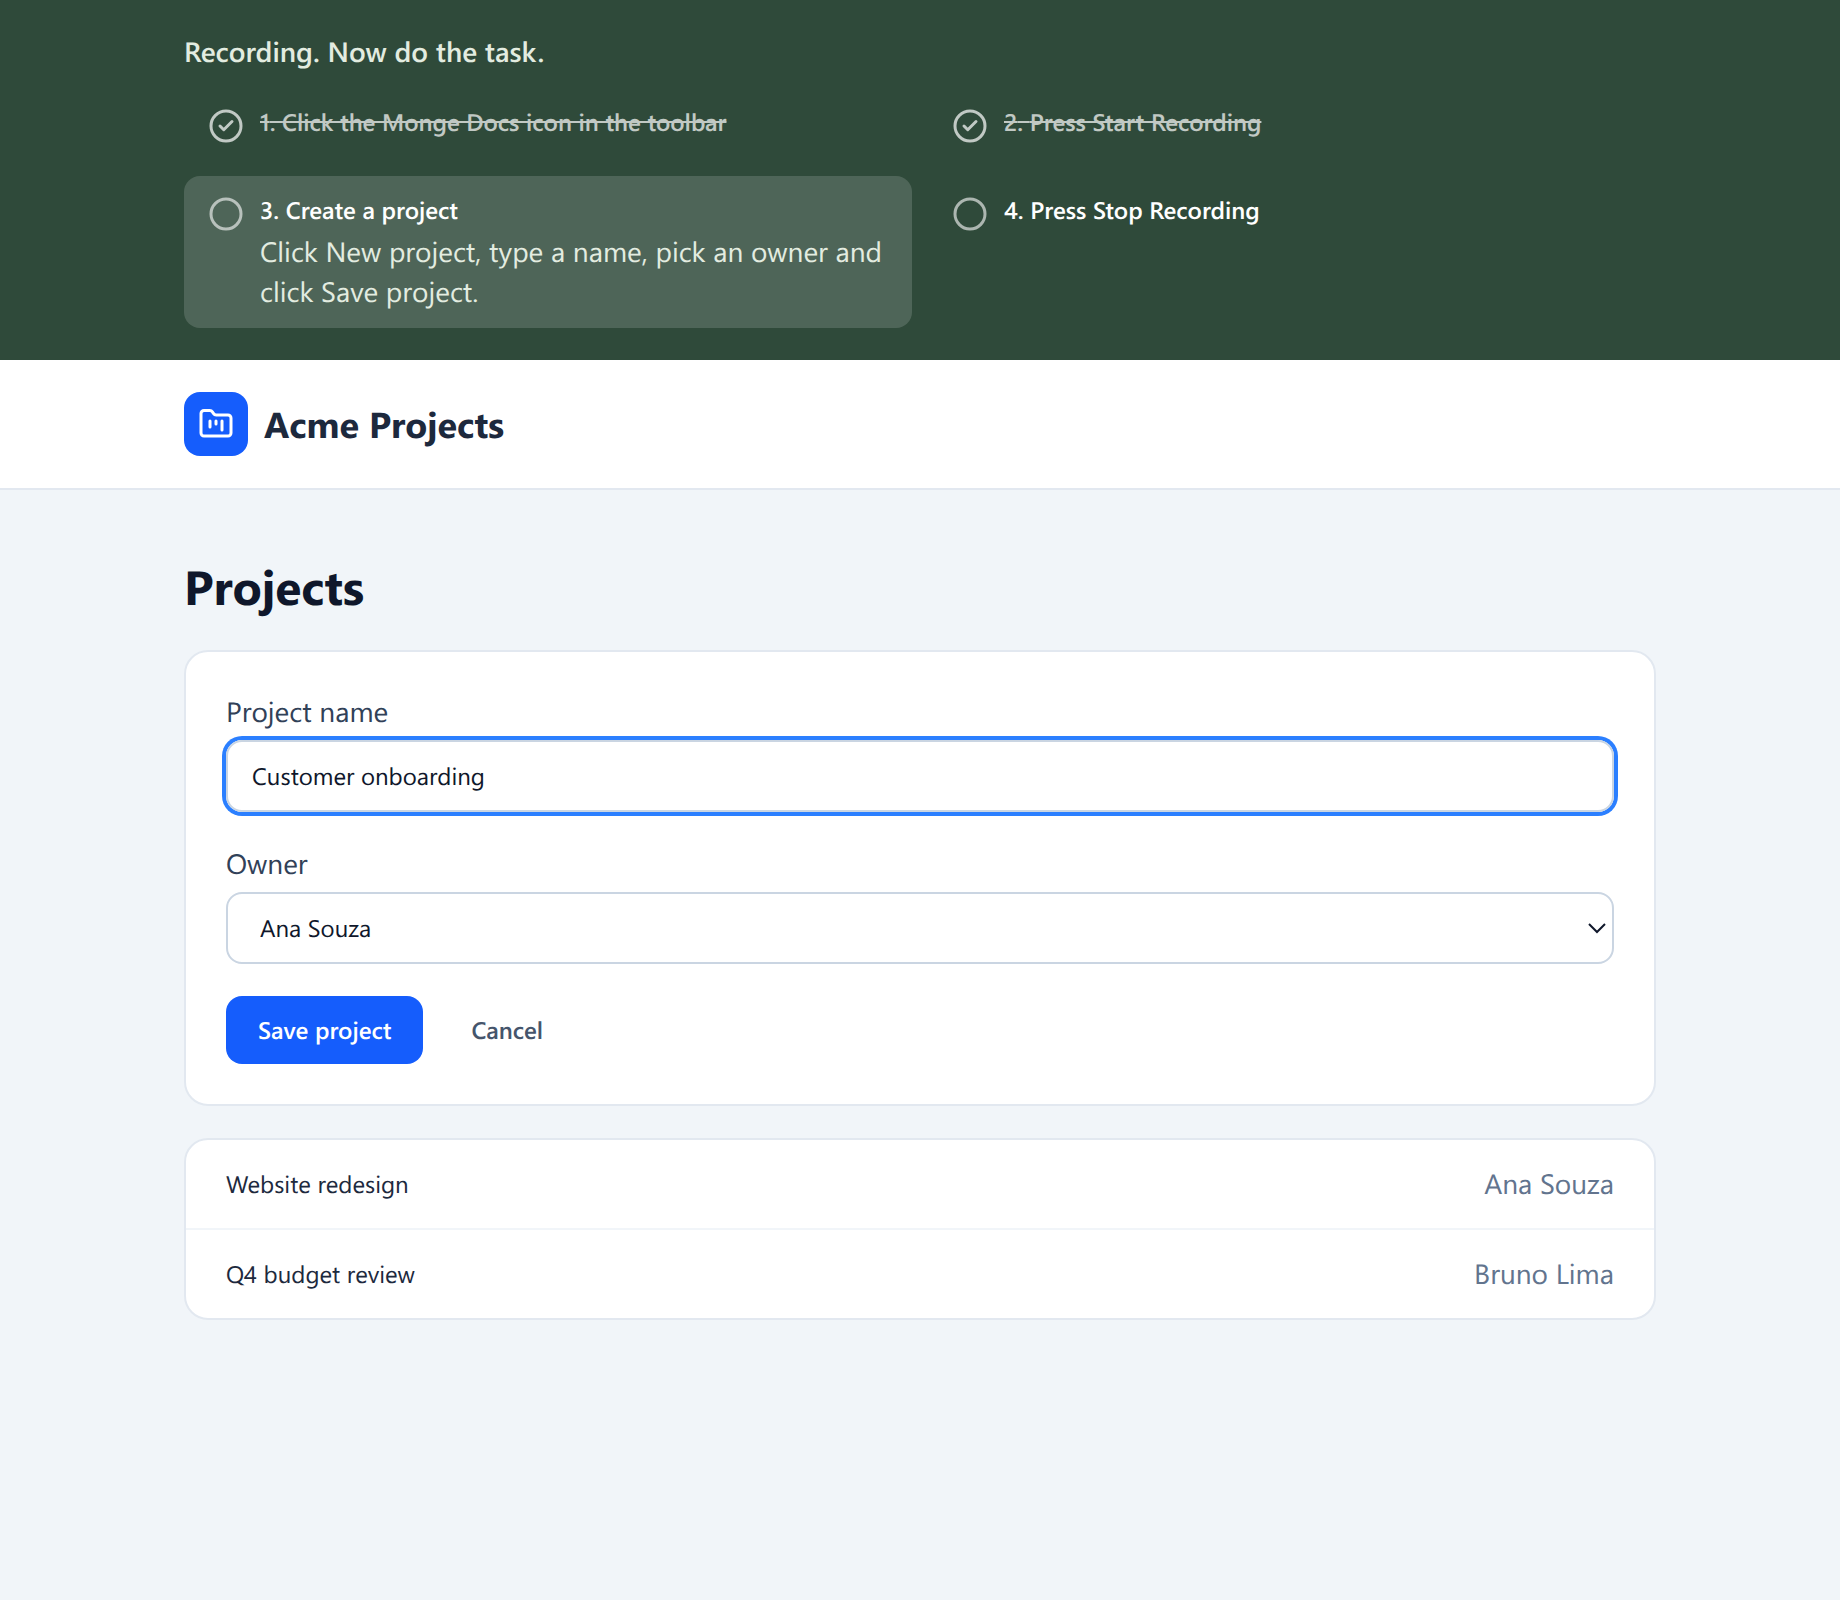 Recording. Now do the task.
1. Click the Monge Docs icon in the toolbar
2. Press Start Recording
3. Create a project
Click New project, type a name, pick an owner and
click Save project.
4. Press Stop Recording
Acme Projects
Projects
Project name
Customer onboarding
Owner
Ana Souza
Save project
Cancel
Website redesign
Ana Souza
Q4 budget review
Bruno Lima